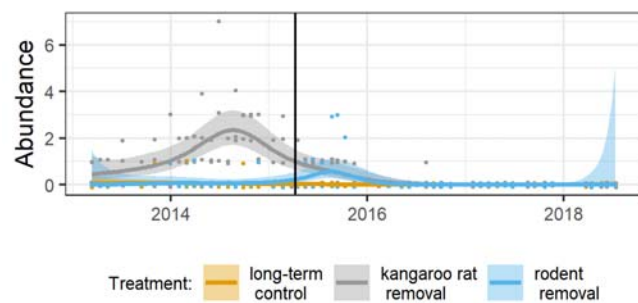 Abundance
6
4
2
0
2014
2016
2018
Treatment:
long-term
control
kangaroo rat
removal
rodent
removal